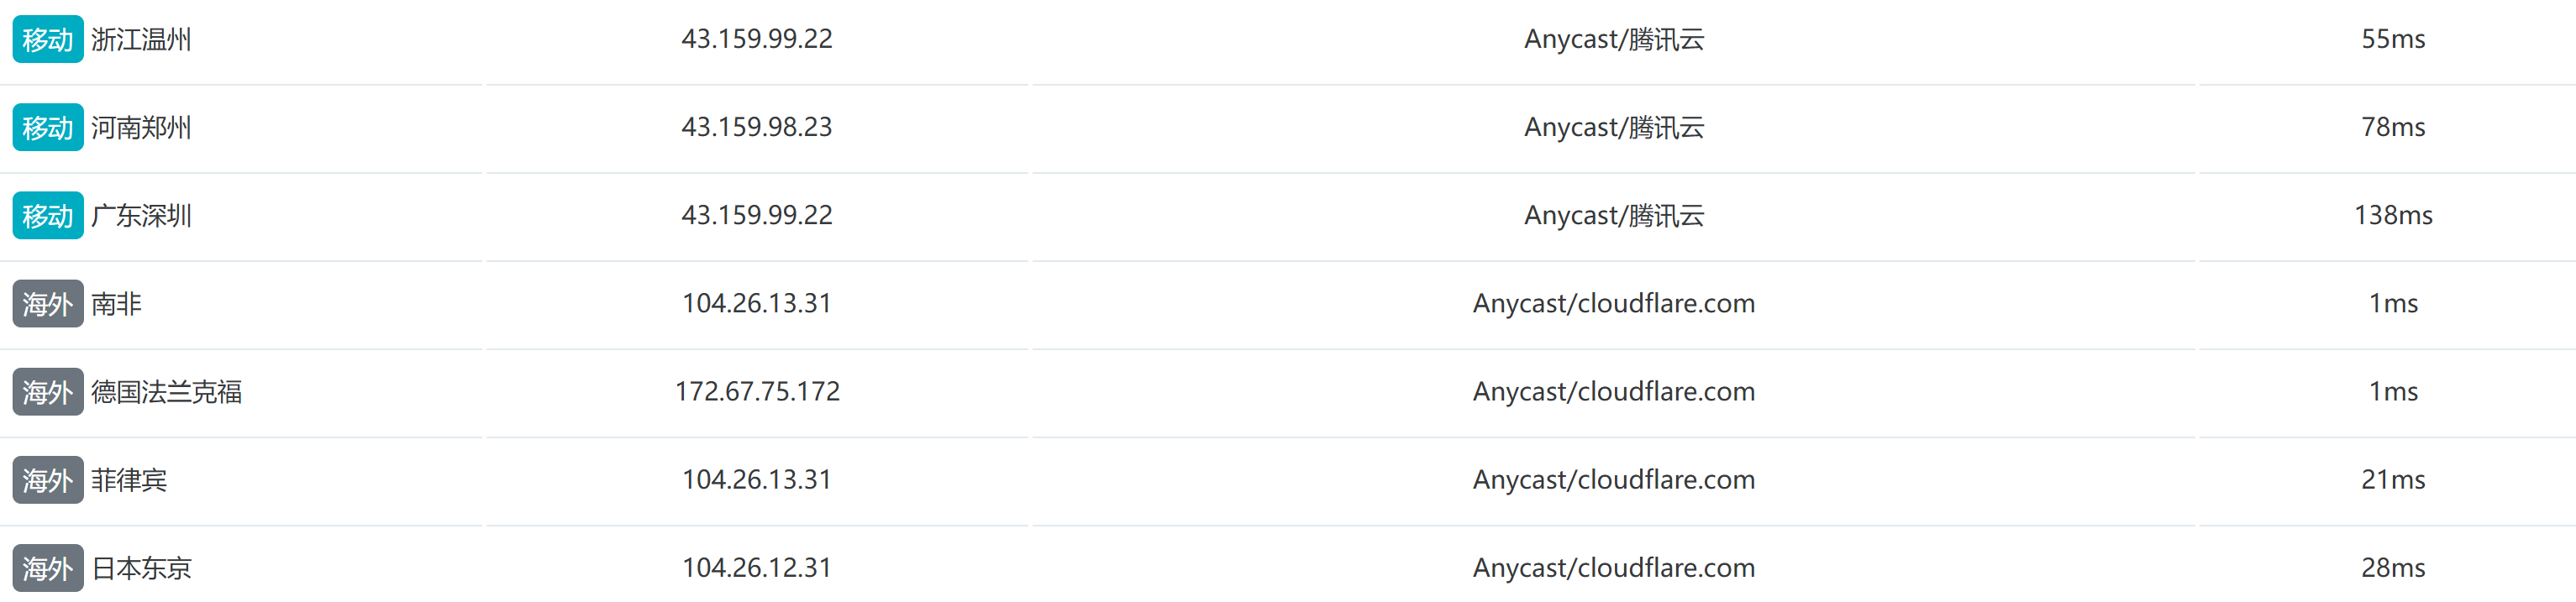 移动 浙江温州 43.159.99.22 Anycast/腾讯云 55ms
移动 河南郑州 43.159.98.23 Anycast/腾讯云 78ms
移动 广东深圳 43.159.99.22 Anycast/腾讯云 138ms
海外 南非 104.26.13.31 Anycast/cloudflare.com 1ms
海外 德国法兰克福 172.67.75.172 Anycast/cloudflare.com 1ms
海外 菲律宾 104.26.13.31 Anycast/cloudflare.com 21ms
海外 日本东京 104.26.12.31 Anycast/cloudflare.com 28ms